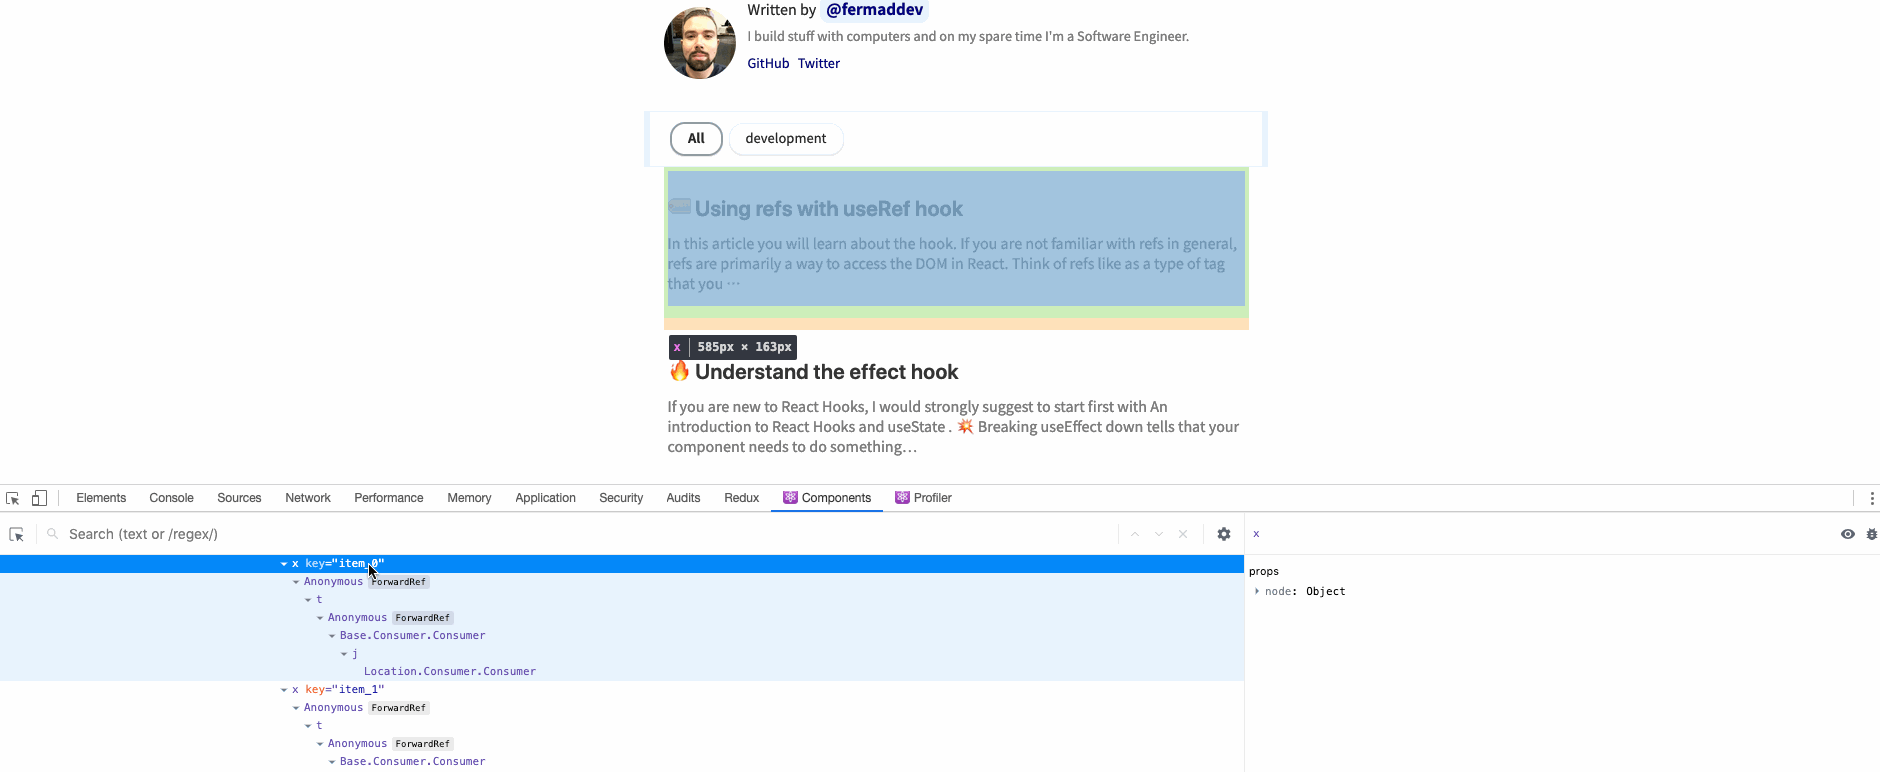 Written by @fermaddev
I build stuff with computers and on my spare time I'm a Software Engineer.
GitHub Twitter
All development
Using refs with useRef hook
In this article you will learn about the hook. If you are not familiar with refs in general,
refs are primarily a way to access the DOM in React. Think of refs like as a type of tag
that you ···
x 585px × 163px
Understand the effect hook
If you are new to React Hooks, I would strongly suggest to start first with An
introduction to React Hooks and useState . 💥 Breaking useEffect down tells that your
component needs to do something…
Elements Console Sources Network Performance Memory Application Security Audits Redux Components Profiler
Search (text or /regex/) x
x key="item_0"
props
Anonymous ForwardRef
node: Object
t
Anonymous ForwardRef
Base.Consumer.Consumer
j
Location.Consumer.Consumer
x key="item_1"
Anonymous ForwardRef
t
Anonymous ForwardRef
Base.Consumer.Consumer